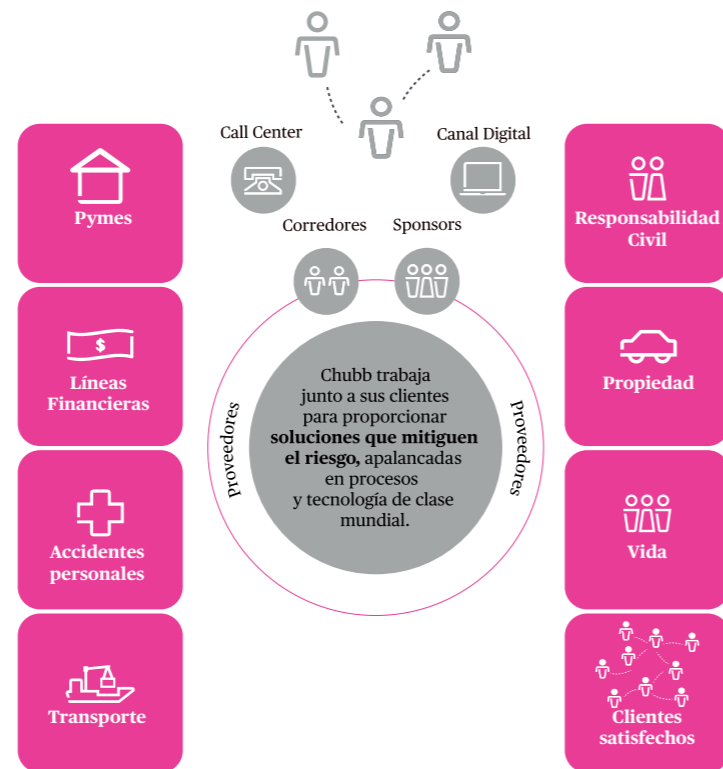 Call Center
Canal Digital
Corredores
Sponsors
Pymes
Líneas
Financieras
Accidentes
personales
Transporte
Proveedores
Chubb trabaja
junto a sus clientes
para proporcionar
soluciones que mitiguen
el riesgo, apalancadas
en procesos
y tecnología de clase
mundial.
Proveedores
Responsabilidad
Civil
Propiedad
Vida
Clientes
satisfechos
$